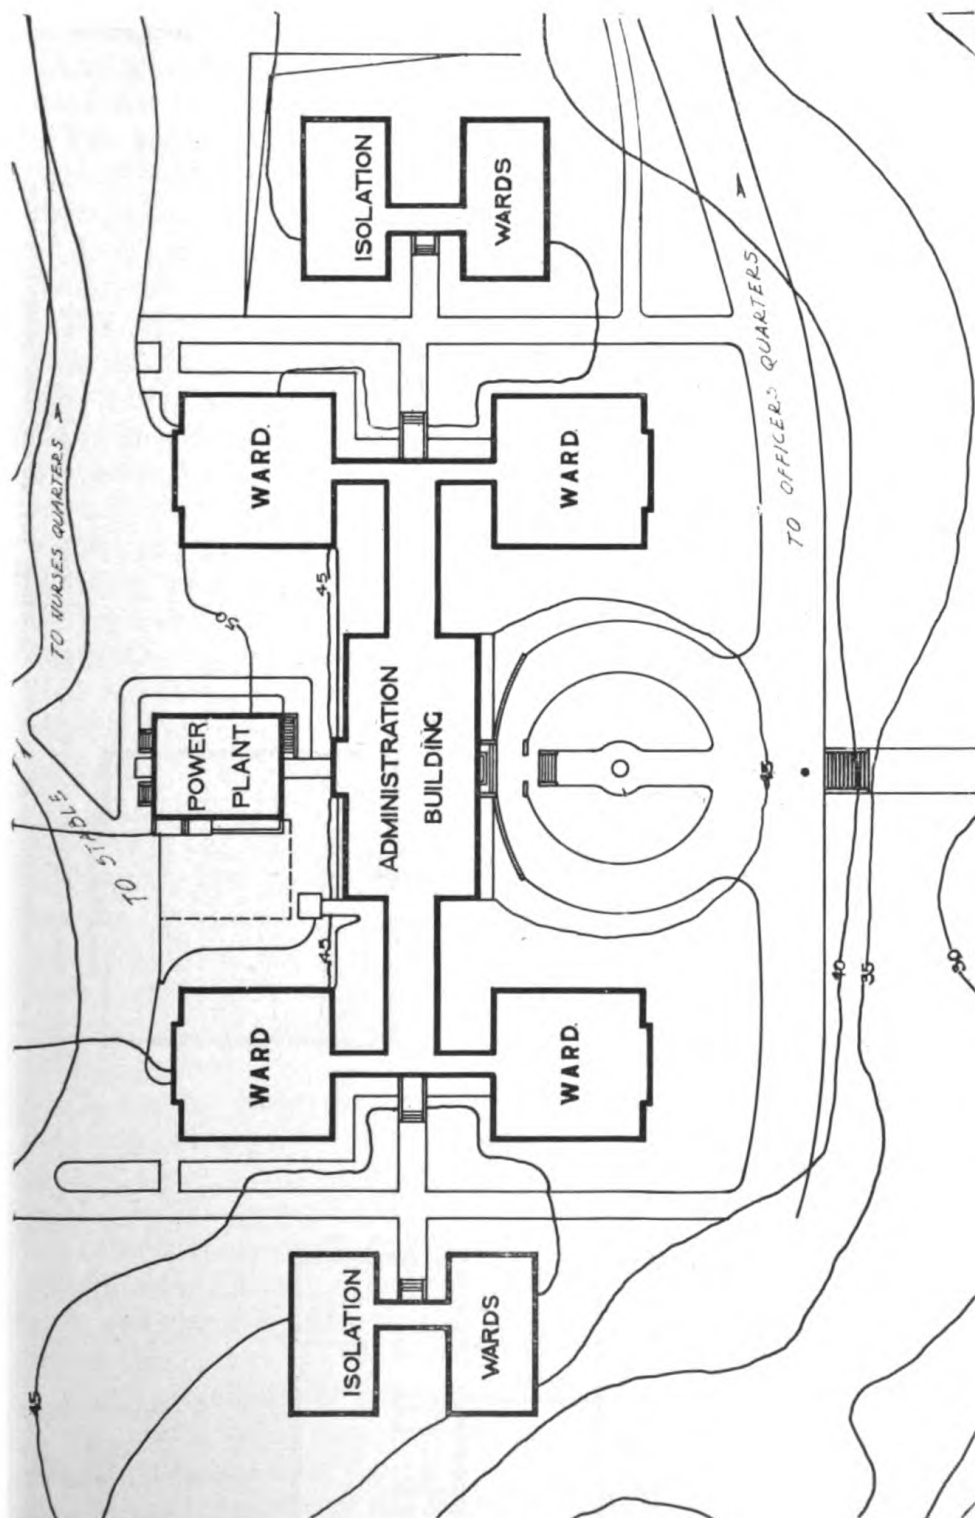 45
TO NURSES QUARTERS
TO STABLE
POWER
PLANT
50
WARD
WARD.
45
45
ISOLATION
WARDS
ISOLATION
WARDS
ADMINISTRATION
BUILDING
WARD.
WARD.
45
TO OFFICERS QUARTERS
40
35
30